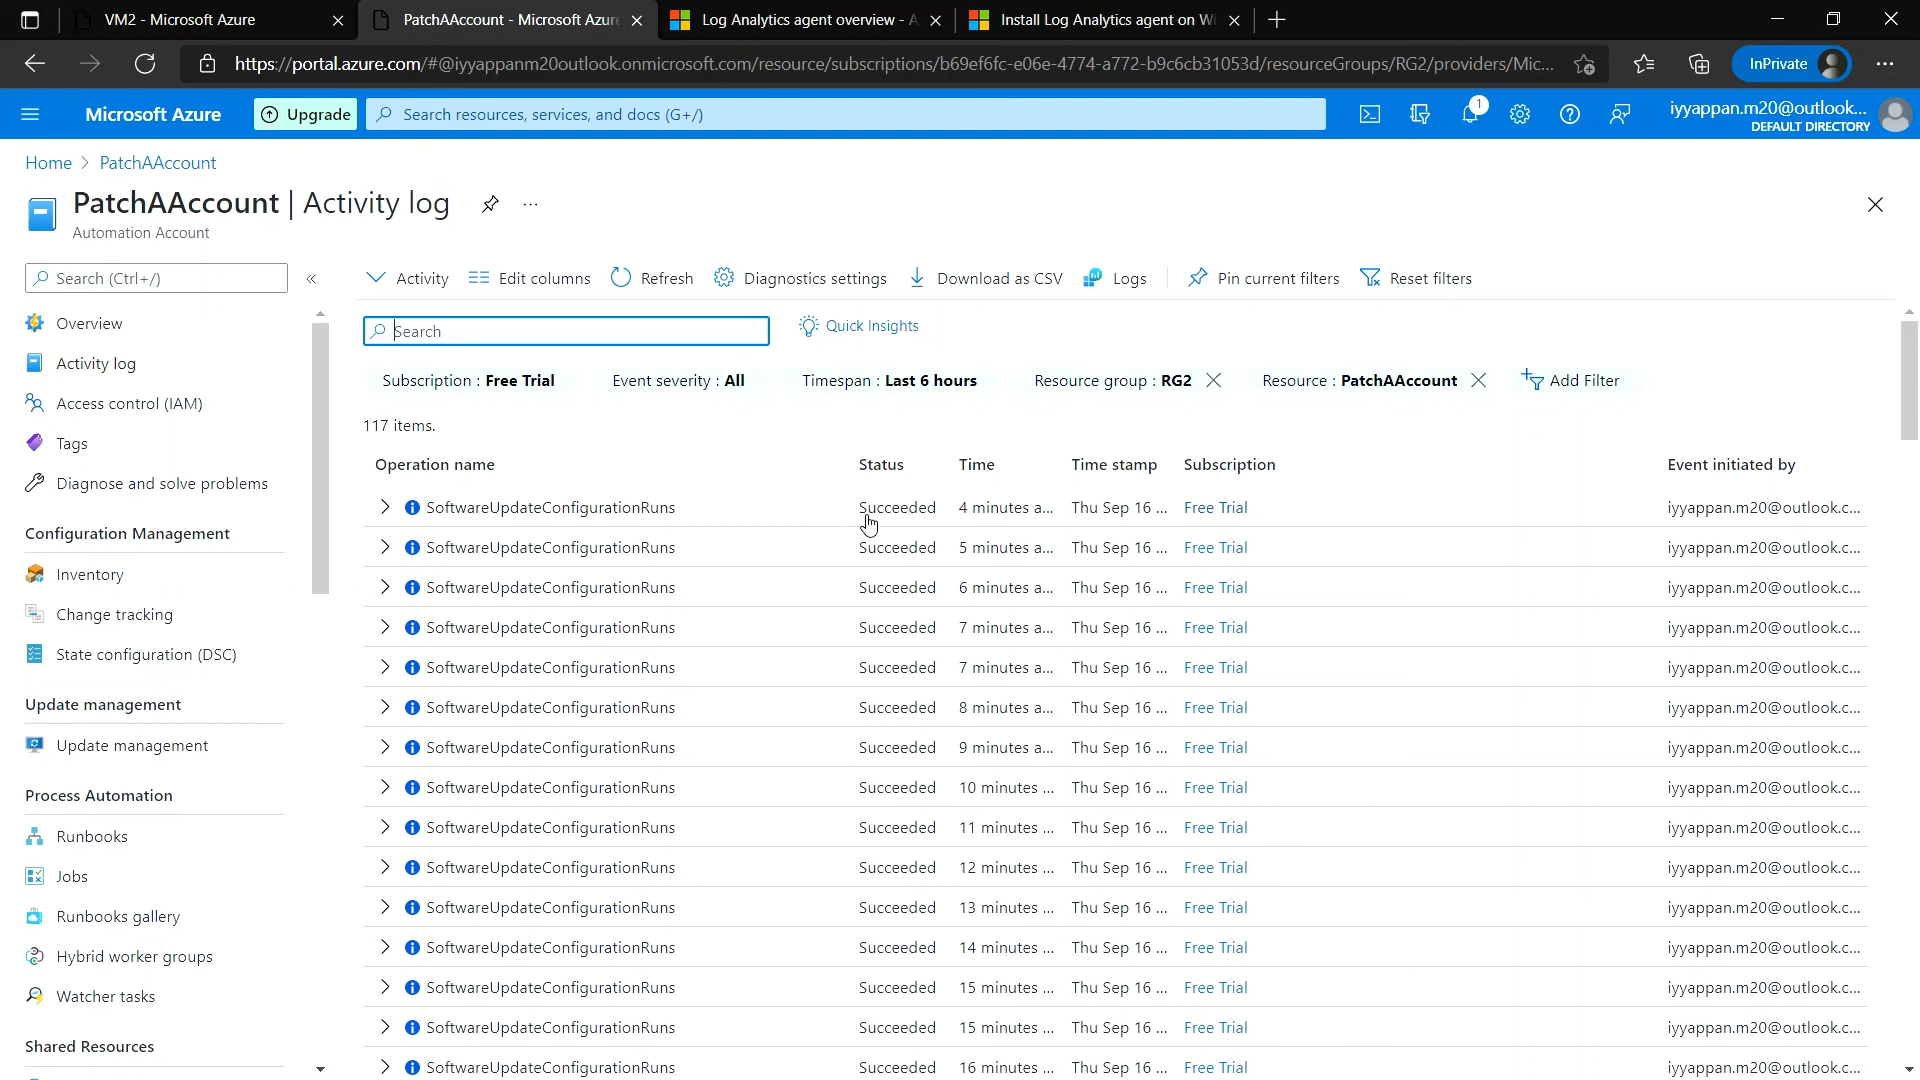 VM2 - Microsoft Azure
PatchAAccount - Microsoft Azure
Log Analytics agent overview - A
Install Log Analytics agent on Wi
https://portal.azure.com/#@iyyappanm20outlook.onmicrosoft.com/resource/subscriptions/b69ef6fc-e06e-4774-a772-b9c6cb31053d/resourceGroups/RG2/providers/Mic...
InPrivate
Microsoft Azure
Upgrade
Search resources, services, and docs (G+/)
1
iyyappan.m20@outlook...
DEFAULT DIRECTORY
Home > PatchAAccount
PatchAAccount | Activity log
...
Automation Account
Search (Ctrl+/)
«
Overview
Activity log
Access control (IAM)
Tags
Diagnose and solve problems
Configuration Management
Inventory
Change tracking
State configuration (DSC)
Update management
Update management
Process Automation
Runbooks
Jobs
Runbooks gallery
Hybrid worker groups
Watcher tasks
Shared Resources
Activity Edit columns Refresh Diagnostics settings Download as CSV Logs Pin current filters Reset filters
Search
Quick Insights
Subscription : Free Trial Event severity : All Timespan : Last 6 hours Resource group : RG2 Resource : PatchAAccount Add Filter
117 items.
Operation name Status Time Time stamp Subscription Event initiated by
SoftwareUpdateConfigurationRuns Succeeded 4 minutes a... Thu Sep 16 ... Free Trial iyyappan.m20@outlook.c...
SoftwareUpdateConfigurationRuns Succeeded 5 minutes a... Thu Sep 16 ... Free Trial iyyappan.m20@outlook.c...
SoftwareUpdateConfigurationRuns Succeeded 6 minutes a... Thu Sep 16 ... Free Trial iyyappan.m20@outlook.c...
SoftwareUpdateConfigurationRuns Succeeded 7 minutes a... Thu Sep 16 ... Free Trial iyyappan.m20@outlook.c...
SoftwareUpdateConfigurationRuns Succeeded 7 minutes a... Thu Sep 16 ... Free Trial iyyappan.m20@outlook.c...
SoftwareUpdateConfigurationRuns Succeeded 8 minutes a... Thu Sep 16 ... Free Trial iyyappan.m20@outlook.c...
SoftwareUpdateConfigurationRuns Succeeded 9 minutes a... Thu Sep 16 ... Free Trial iyyappan.m20@outlook.c...
SoftwareUpdateConfigurationRuns Succeeded 10 minutes ... Thu Sep 16 ... Free Trial iyyappan.m20@outlook.c...
SoftwareUpdateConfigurationRuns Succeeded 11 minutes ... Thu Sep 16 ... Free Trial iyyappan.m20@outlook.c...
SoftwareUpdateConfigurationRuns Succeeded 12 minutes ... Thu Sep 16 ... Free Trial iyyappan.m20@outlook.c...
SoftwareUpdateConfigurationRuns Succeeded 13 minutes ... Thu Sep 16 ... Free Trial iyyappan.m20@outlook.c...
SoftwareUpdateConfigurationRuns Succeeded 14 minutes ... Thu Sep 16 ... Free Trial iyyappan.m20@outlook.c...
SoftwareUpdateConfigurationRuns Succeeded 15 minutes ... Thu Sep 16 ... Free Trial iyyappan.m20@outlook.c...
SoftwareUpdateConfigurationRuns Succeeded 15 minutes ... Thu Sep 16 ... Free Trial iyyappan.m20@outlook.c...
SoftwareUpdateConfigurationRuns Succeeded 16 minutes ... Thu Sep 16 ... Free Trial iyyappan.m20@outlook.c...